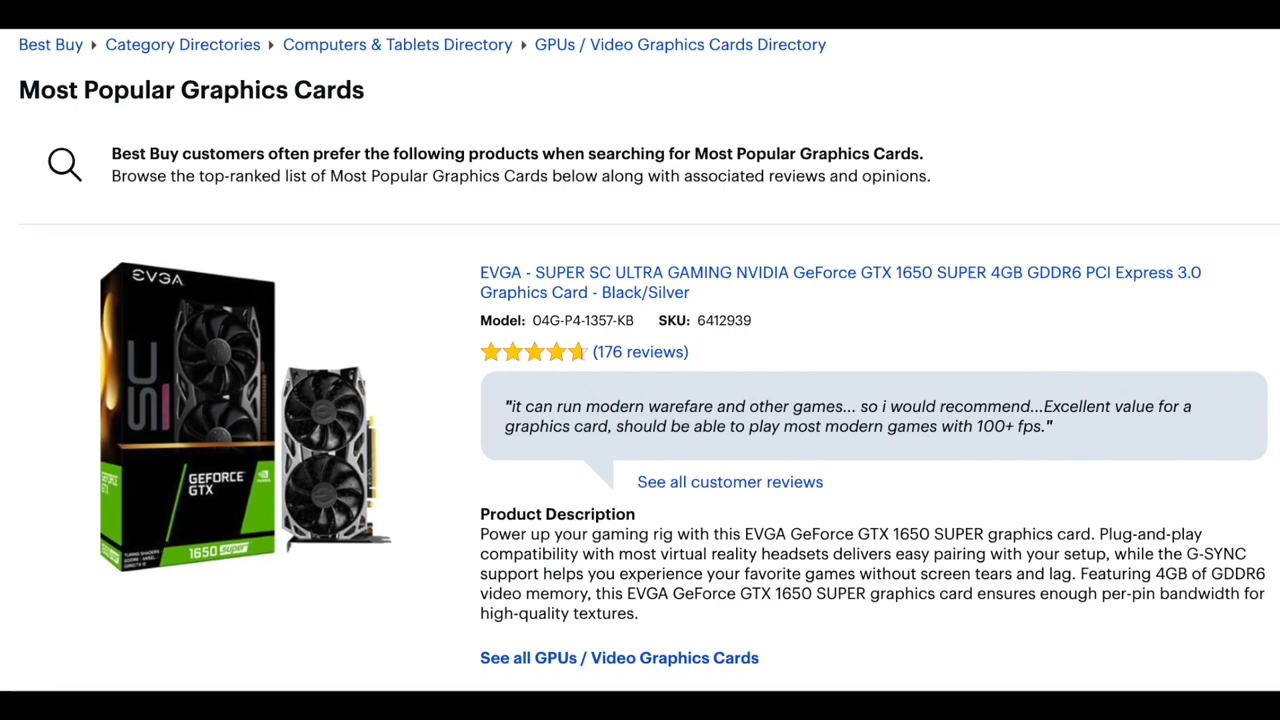 Best Buy Category Directories Computers & Tablets Directory GPUs / Video Graphics Cards Directory
Most Popular Graphics Cards
Best Buy customers often prefer the following products when searching for Most Popular Graphics Cards.
Browse the top-ranked list of Most Popular Graphics Cards below along with associated reviews and opinions.
EVGA
SC
GEFORCE
GTX
1650 super
EVGA - SUPER SC ULTRA GAMING NVIDIA GeForce GTX 1650 SUPER 4GB GDDR6 PCI Express 3.0
Graphics Card - Black/Silver
Model: 04G-P4-1357-KB SKU: 6412939
(176 reviews)
"it can run modern warefare and other games... so i would recommend...Excellent value for a
graphics card, should be able to play most modern games with 100+ fps."
See all customer reviews
Product Description
Power up your gaming rig with this EVGA GeForce GTX 1650 SUPER graphics card. Plug-and-play
compatibility with most virtual reality headsets delivers easy pairing with your setup, while the G-SYNC
support helps you experience your favorite games without screen tears and lag. Featuring 4GB of GDDR6
video memory, this EVGA GeForce GTX 1650 SUPER graphics card ensures enough per-pin bandwidth for
high-quality textures.
See all GPUs / Video Graphics Cards